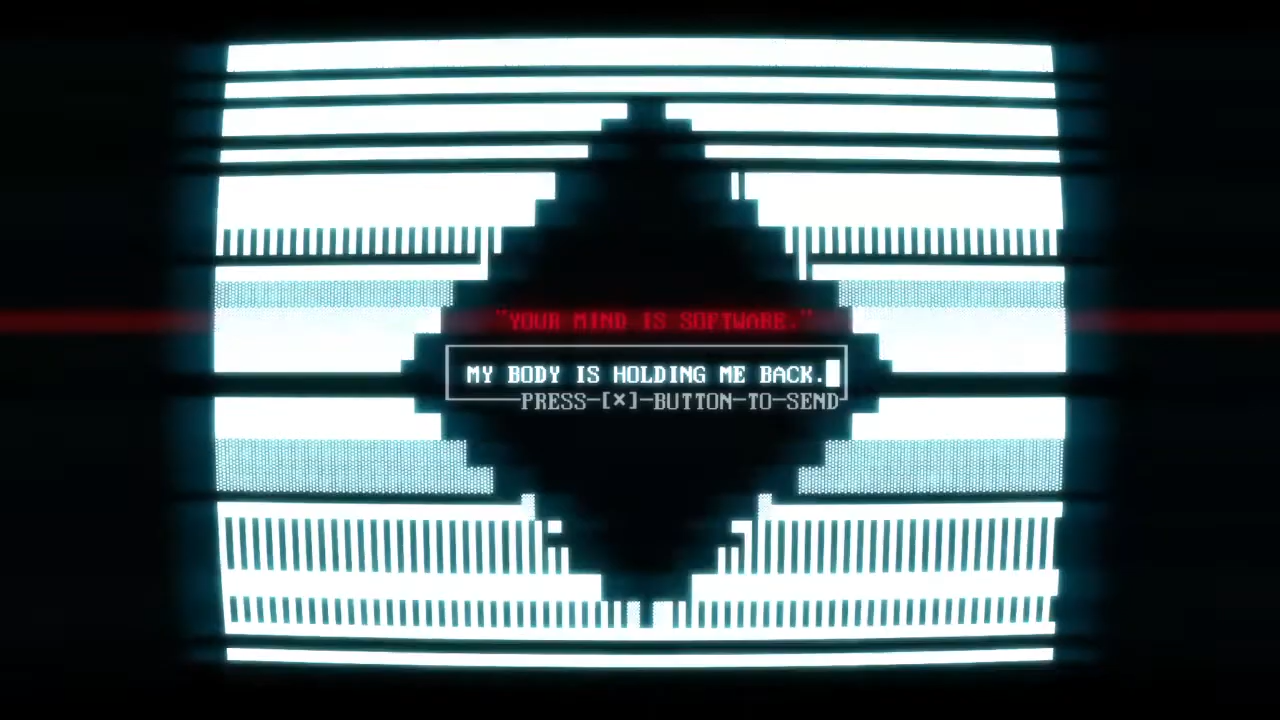 "YOUR MIND IS SOFTWARE."
MY BODY IS HOLDING ME BACK.
PRESS-[×]-BUTTON-TO-SEND